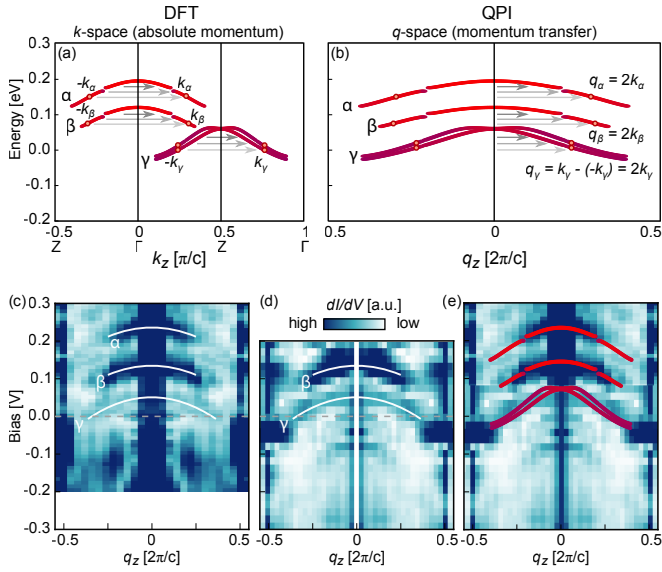 DFT
k-space (absolute momentum)
QPI
q-space (momentum transfer)
(a)
(b)
Energy [eV]
0.3
0.2
0.1
0.0
-0.1
-0.2
α
β
γ
-kα
kα
-kβ
kβ
-kγ
kγ
0.5
Z
0
Γ
0.5
Z
1
Γ
kz [π/c]
α
β
γ
qα = 2kα
qβ = 2kβ
qγ = kγ - (-kγ) = 2kγ
0.5
0
0.5
qz [2π/c]
(c)
(d)
(e)
dI/dV [a.u.]
high
low
Bias [V]
0.3
0.2
0.1
0.0
-0.1
-0.2
-0.3
α
β
γ
β
γ
-0.5
0
0.5
qz [2π/c]
-0.5
0
0.5
qz [2π/c]
-0.5
0
0.5
qz [2π/c]